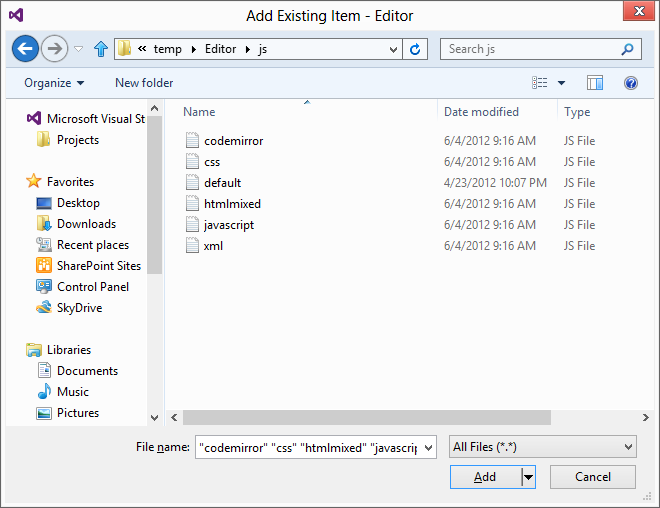 Add Existing Item - Editor
« temp Editor js Search js
Organize New folder
Name Date modified Type
Microsoft Visual St
Projects
Favorites
Desktop
Downloads
Recent places
SharePoint Sites
Control Panel
SkyDrive
Libraries
Documents
Music
Pictures
codemirror 6/4/2012 9:16 AM JS File
css 6/4/2012 9:16 AM JS File
default 4/23/2012 10:07 PM JS File
htmlmixed 6/4/2012 9:16 AM JS File
javascript 6/4/2012 9:16 AM JS File
xml 6/4/2012 9:16 AM JS File
File name: "codemirror" "css" "htmlmixed" "javascrip All Files (*.*)
Add Cancel